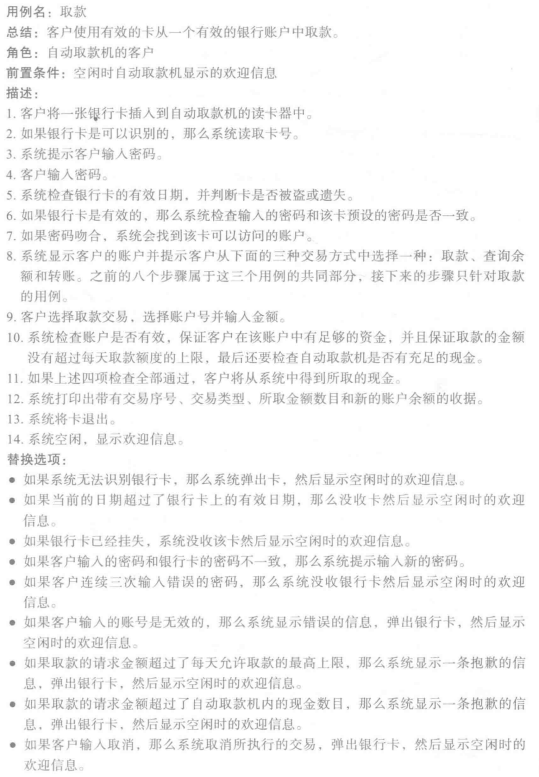 用例名：取款
总结：客户使用有效的卡从一个有效的银行账户中取款。
角色：自动取款机的客户
前置条件：空闲时自动取款机显示的欢迎信息
描述：
1. 客户将一张银行卡插入到自动取款机的读卡器中。
2. 如果银行卡是可以识别的，那么系统读取卡号。
3. 系统提示客户输入密码。
4. 客户输入密码。
5. 系统检查银行卡的有效日期，并判断卡是否被盗或遗失。
6. 如果银行卡是有效的，那么系统检查输入的密码和该卡预设的密码是否一致。
7. 如果密码吻合，系统会找到该卡可以访问的账户。
8. 系统显示客户的账户并提示客户从下面的三种交易方式中选择一种：取款、查询余
额和转账。之前的八个步骤属于这三个用例的共同部分，接下来的步骤只针对取款
的用例。
9. 客户选择取款交易，选择账户号并输入金额。
10. 系统检查账户是否有效，保证客户在该账户中有足够的资金，并且保证取款的金额
没有超过每天取款额度的上限，最后还要检查自动取款机是否有充足的现金。
11. 如果上述四项检查全部通过，客户将从系统中得到所取的现金。
12. 系统打印出带有交易序号、交易类型、所取金额数目和新的账户余额的收据。
13. 系统将卡退出。
14. 系统空闲，显示欢迎信息。
替换选项：
● 如果系统无法识别银行卡，那么系统弹出卡，然后显示空闲时的欢迎信息。
● 如果当前的日期超过了银行卡上的有效日期，那么没收卡然后显示空闲时的欢迎
信息。
● 如果银行卡已经挂失，系统没收该卡然后显示空闲时的欢迎信息。
● 如果客户输入的密码和银行卡的密码不一致，那么系统提示输入新的密码。
● 如果客户连续三次输入错误的密码，那么系统没收银行卡然后显示空闲时的欢迎
信息。
● 如果客户输入的账号是无效的，那么系统显示错误的信息，弹出银行卡，然后显示
空闲时的欢迎信息。
● 如果取款的请求金额超过了每天允许取款的最高上限，那么系统显示一条抱歉的信
息，弹出银行卡，然后显示空闲时的欢迎信息。
● 如果取款的请求金额超过了自动取款机内的现金数目，那么系统显示一条抱歉的信
息，弹出银行卡，然后显示空闲时的欢迎信息。
● 如果客户输入取消，那么系统取消所执行的交易，弹出银行卡，然后显示空闲时的
欢迎信息。